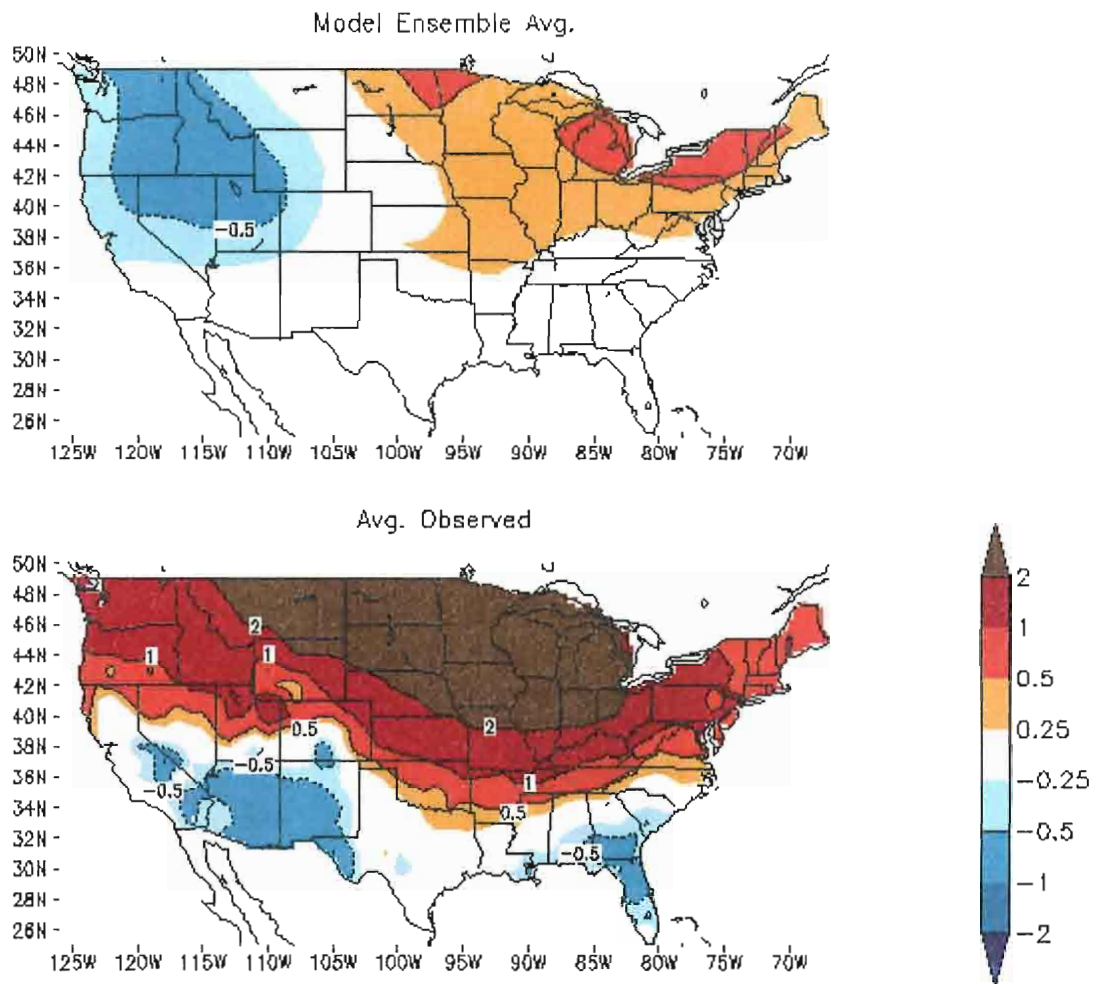 Model Ensemble Avg.
50N
48N
46N
44N
42N
40N
38N
36N
34N
32N
30N
28N
26N
-0.5
125W 120W 115W 110W 105W 100W 95W 90W 85W 80W 75W 70W
Avg. Observed
50N
48N
46N
44N
42N
40N
38N
36N
34N
32N
30N
28N
26N
2
1
1
2
0.5
-0.5
-0.5
1
0.5
-0.5
125W 120W 115W 110W 105W 100W 95W 90W 85W 80W 75W 70W
2
1
0.5
0.25
-0.25
-0.5
-1
-2